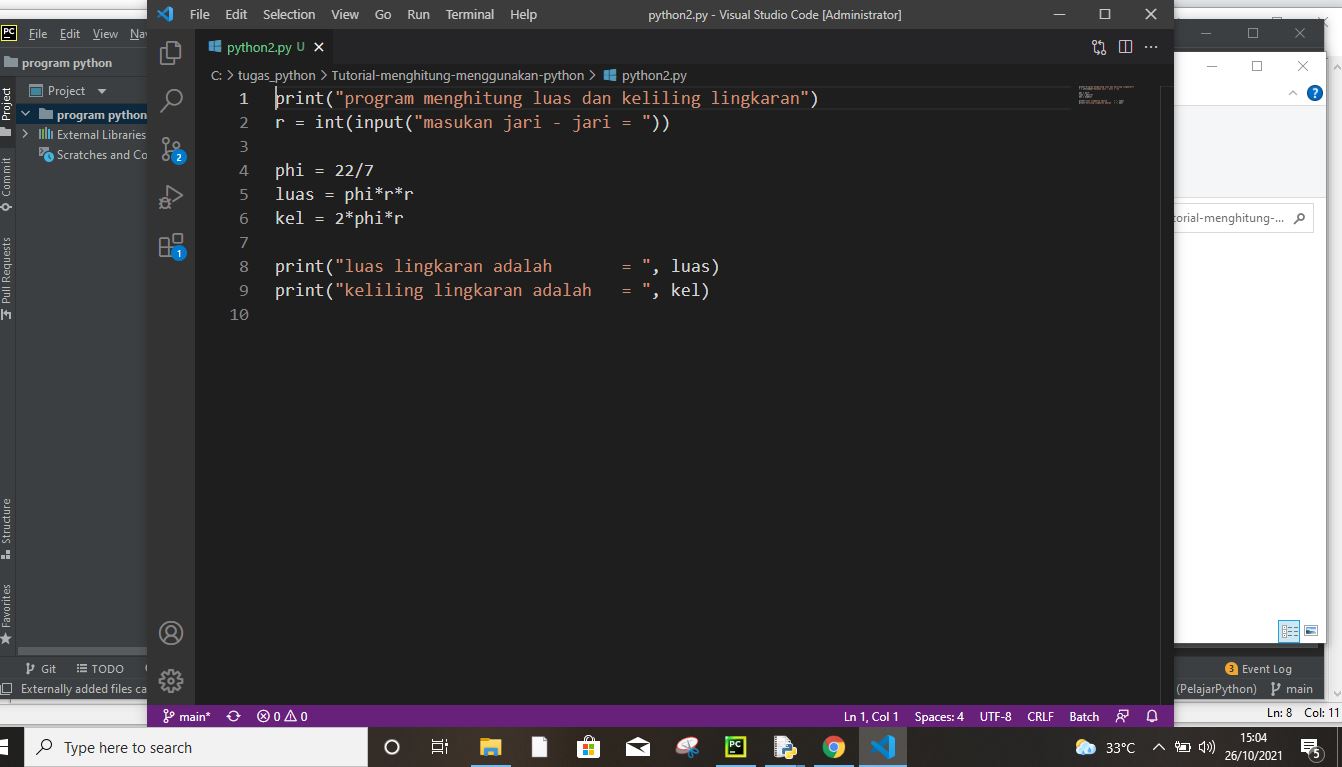 File Edit Selection View Go Run Terminal Help
python2.py - Visual Studio Code [Administrator]
PC File Edit View
program python
Project
program python
External Libraries
Scratches and
Project
Commit
Pull Requests
Structure
Favorites
Git TODO
Externally added files
python2.py U
C: > tugas_python > Tutorial-menghitung-menggunakan-python > python2.py
1 print("program menghitung luas dan keliling lingkaran")
2 r = int(input("masukan jari - jari = "))
3
4 phi = 22/7
5 luas = phi*r*r
6 kel = 2*phi*r
7
8 print("luas lingkaran adalah       = ", luas)
9 print("keliling lingkaran adalah   = ", kel)
10
2
1
main* 0 0
Ln 1, Col 1 Spaces: 4 UTF-8 CRLF Batch
?
torial-menghitung-...
3 Event Log
(PelajarPython) main
Ln: 8 Col: 11
Type here to search
PC
33°C
15:04
26/10/2021
5